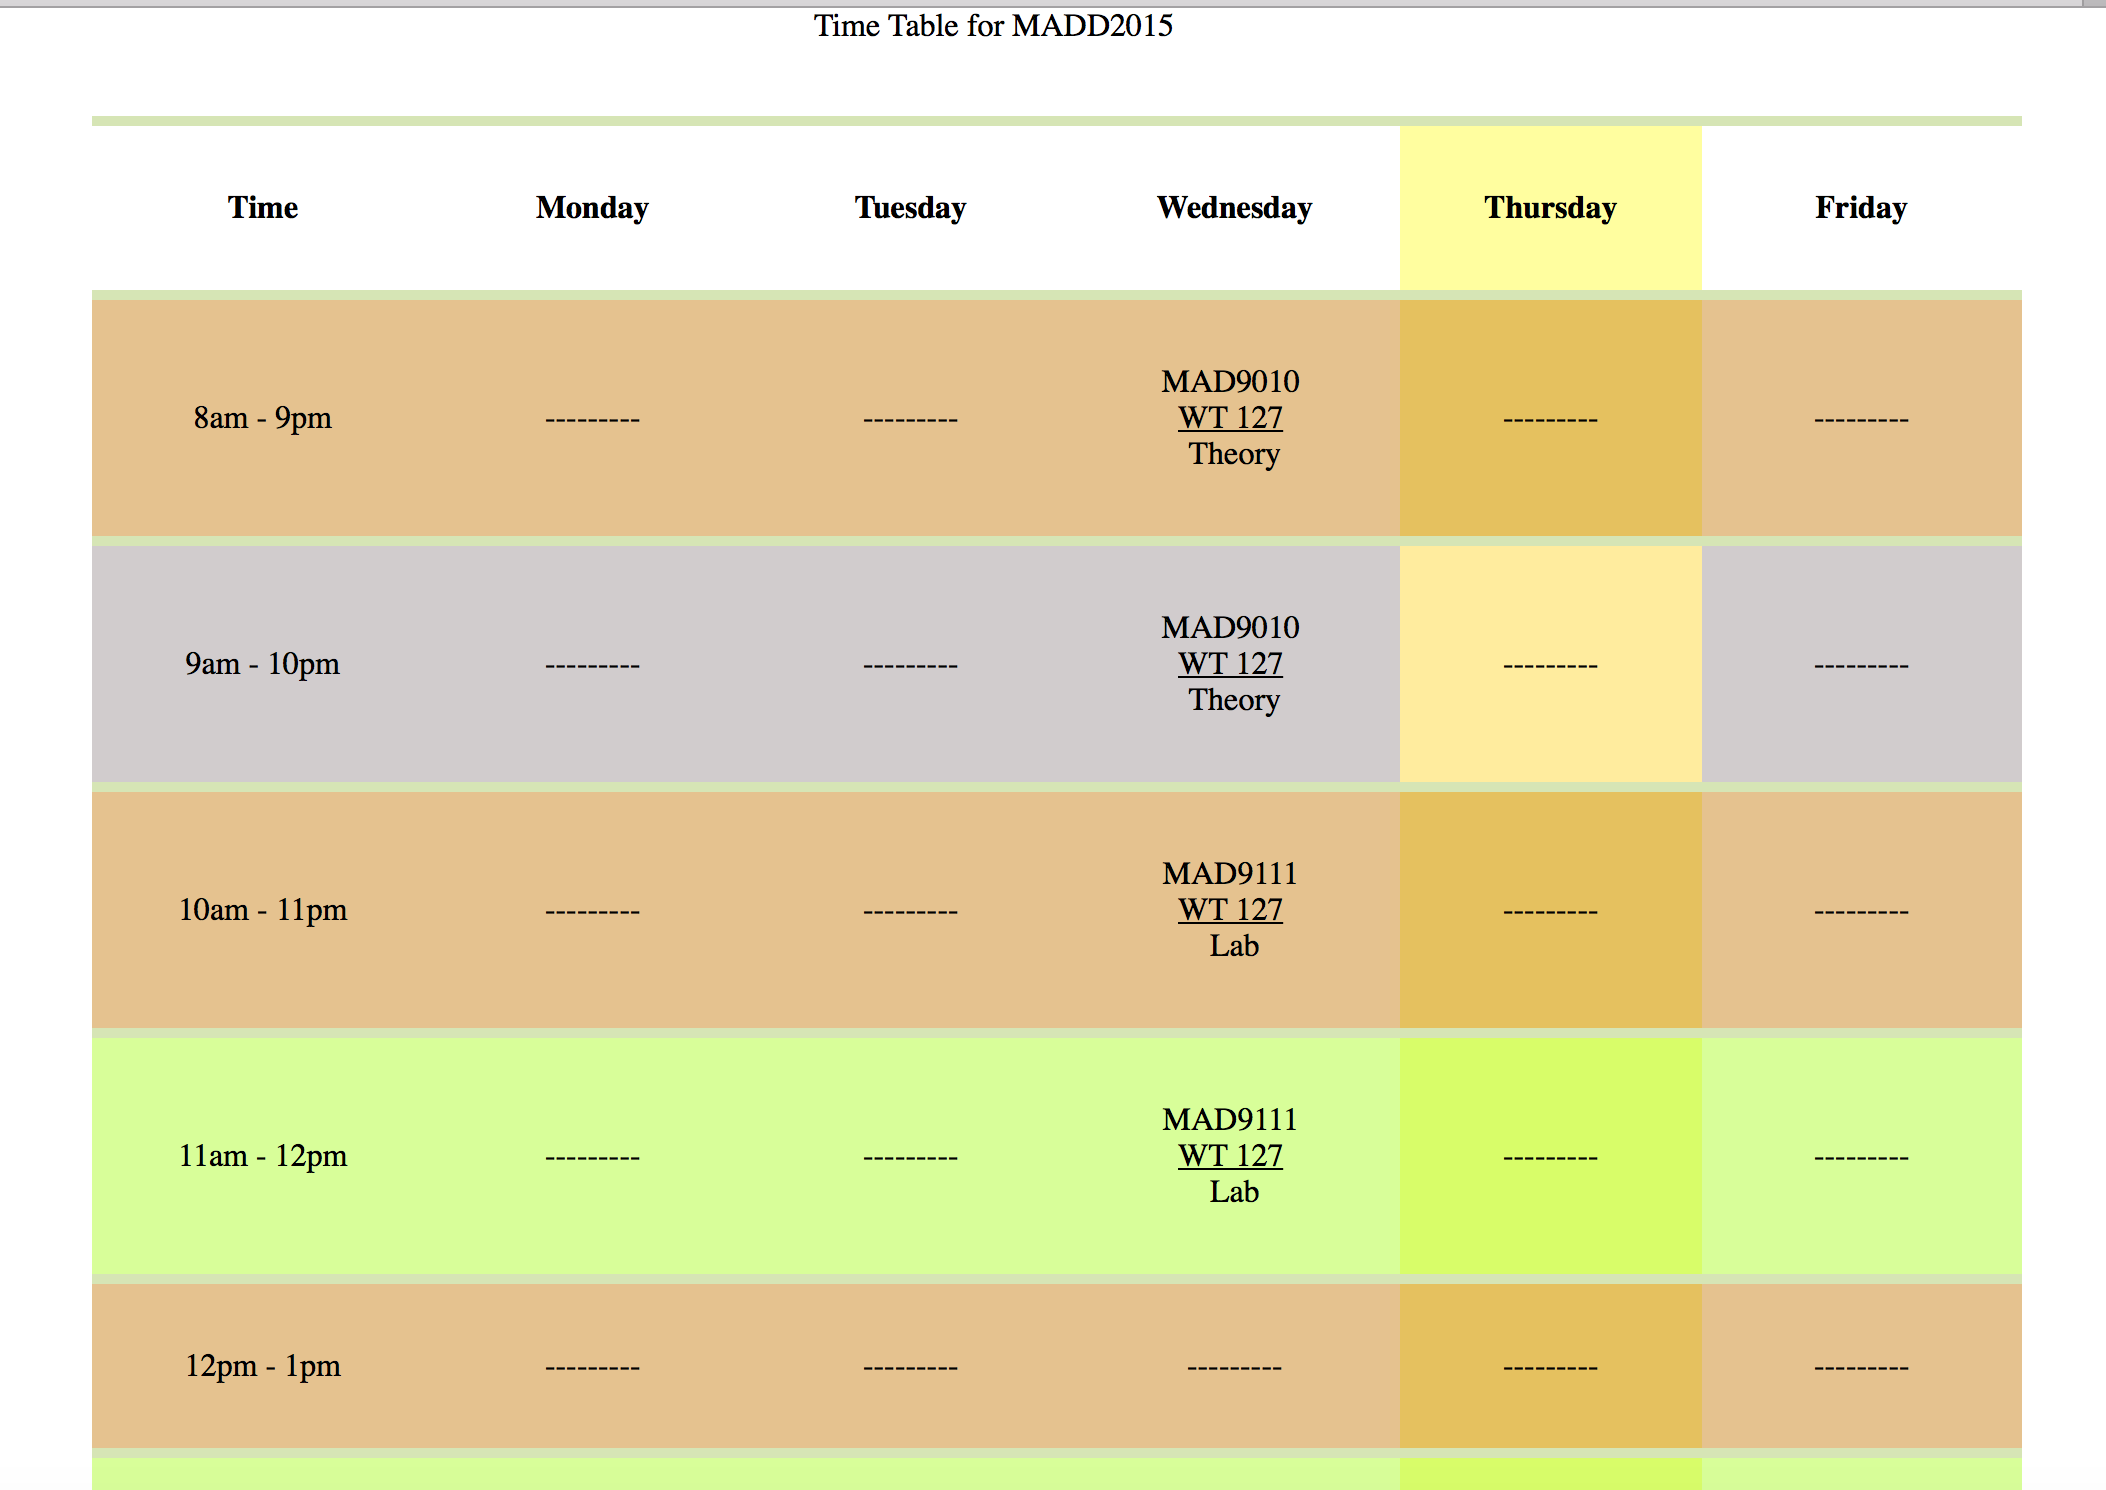 Time Table for MADD2015
Time Monday Tuesday Wednesday Thursday Friday
MAD9010
8am - 9pm --------- --------- WT 127 --------- ---------
Theory
MAD9010
9am - 10pm --------- --------- WT 127 --------- ---------
Theory
MAD9111
10am - 11pm --------- --------- WT 127 --------- ---------
Lab
MAD9111
11am - 12pm --------- --------- WT 127 --------- ---------
Lab
12pm - 1pm --------- --------- --------- --------- ---------